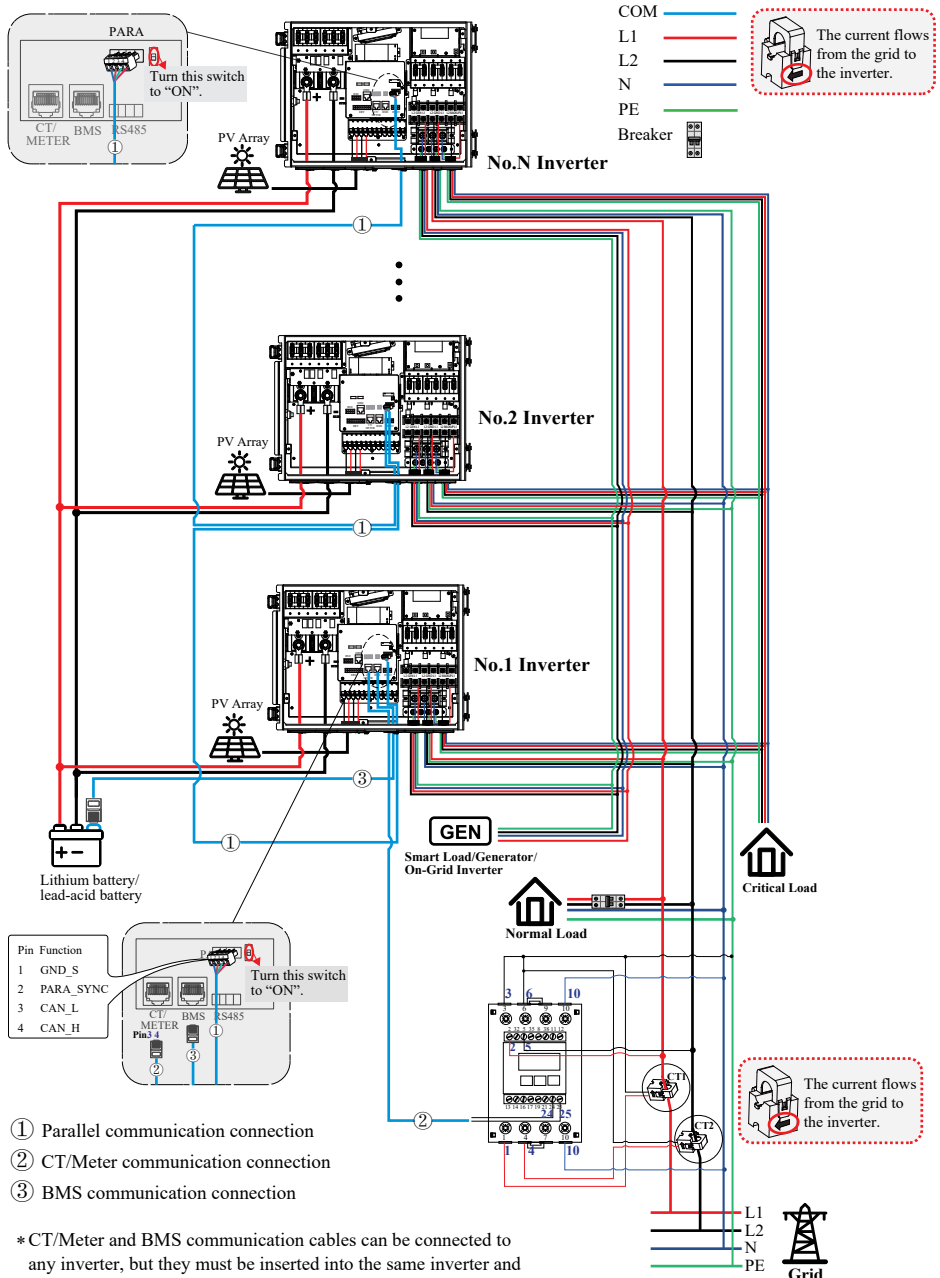 PARA
Turn this switch
to “ON”.
CT/
METER
BMS
RS485
①
COM
L1
L2
N
PE
Breaker
The current flows
from the grid to
the inverter.
PV Array
+
-
No.N Inverter
①
PV Array
+
-
No.2 Inverter
①
PV Array
+
-
No.1 Inverter
③
①
+ -
Lithium battery/
lead-acid battery
GEN
Smart Load/Generator/
On-Grid Inverter
Critical Load
Normal Load
Pin Function
1 GND_S
2 PARA_SYNC
3 CAN_L
4 CAN_H
Turn this switch
to “ON”.
CT/
METER
BMS
RS485
Pin3 4
①
②
③
3 6 10
2 5
24 25
1 4 10
②
CT1
CT2
The current flows
from the grid to
the inverter.
① Parallel communication connection
② CT/Meter communication connection
③ BMS communication connection
L1
L2
N
PE
Grid
* CT/Meter and BMS communication cables can be connected to
any inverter, but they must be inserted into the same inverter and